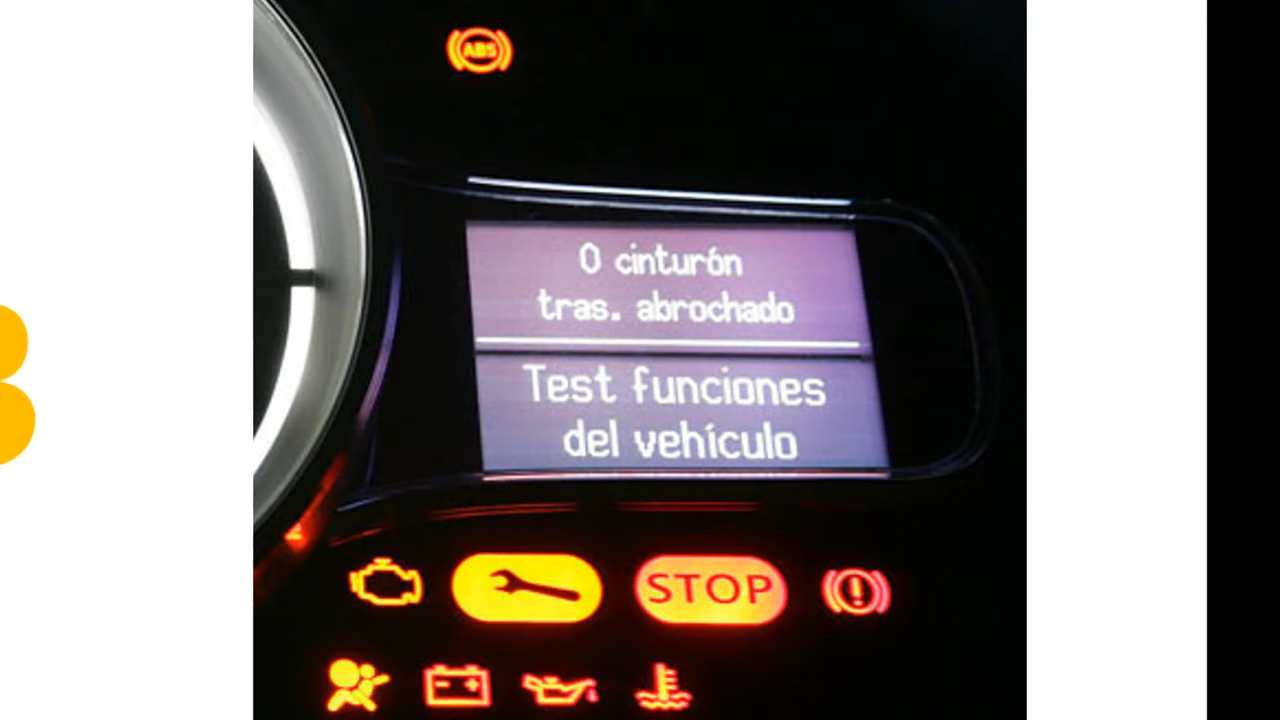 ABS
0 cinturón
tras. abrochado
Test funciones
del vehículo
STOP